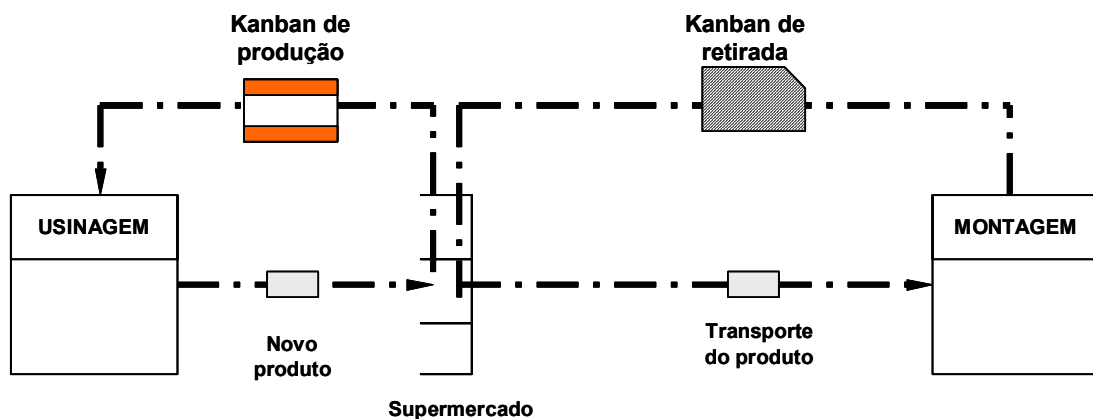 Kanban de
produção
Kanban de
retirada
USINAGEM
MONTAGEM
Novo
produto
Transporte
do produto
Supermercado